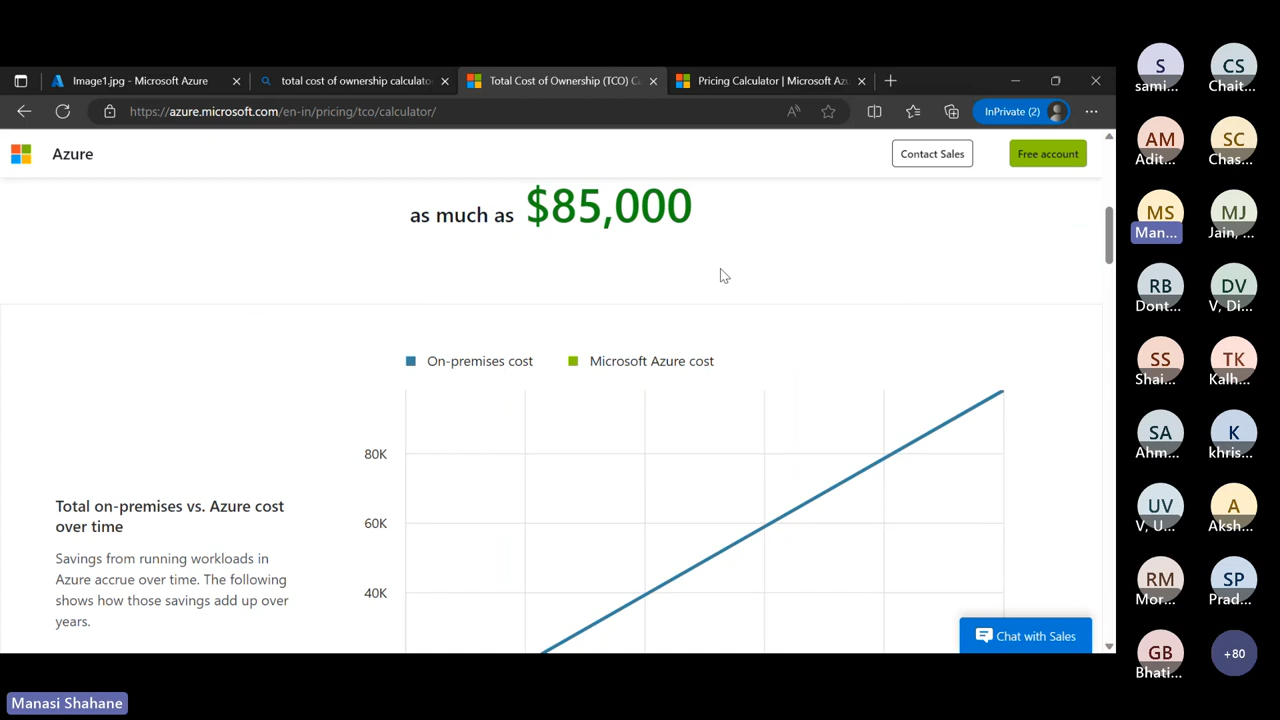 Image1.jpg - Microsoft Azure
total cost of ownership calculato
Total Cost of Ownership (TCO) C
Pricing Calculator | Microsoft Az
https://azure.microsoft.com/en-in/pricing/tco/calculator/
InPrivate (2)
Azure
Contact Sales
Free account
as much as $85,000
On-premises cost
Microsoft Azure cost
80K
60K
40K
Total on-premises vs. Azure cost
over time
Savings from running workloads in
Azure accrue over time. The following
shows how those savings add up over
years.
Chat with Sales
S
sami...
CS
Chait...
AM
Adit...
SC
Chas...
MS
Man...
MJ
Jain, ...
RB
Dont...
DV
V, Di...
SS
Shai...
TK
Kalh...
SA
Ahm...
K
khris...
UV
V, U...
A
Aksh...
RM
Mor...
SP
Prad...
GB
Bhati...
+80
Manasi Shahane